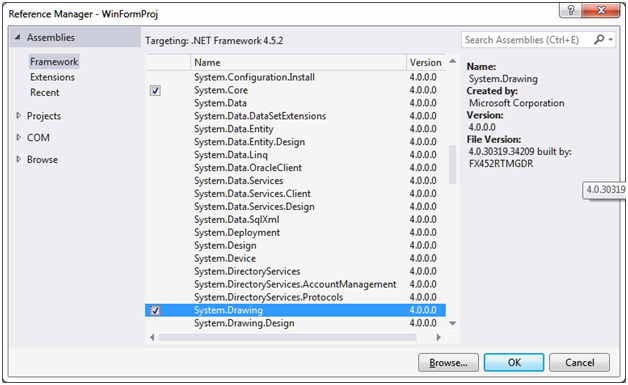 Reference Manager - WinFormProj
Assemblies
Framework
Extensions
Recent
Projects
COM
Browse
Targeting: .NET Framework 4.5.2
Name Version
System.Configuration.Install 4.0.0.0
System.Core 4.0.0.0
System.Data 4.0.0.0
System.Data.DataSetExtensions 4.0.0.0
System.Data.Entity 4.0.0.0
System.Data.Entity.Design 4.0.0.0
System.Data.Linq 4.0.0.0
System.Data.OracleClient 4.0.0.0
System.Data.Services 4.0.0.0
System.Data.Services.Client 4.0.0.0
System.Data.Services.Design 4.0.0.0
System.Data.SqlXml 4.0.0.0
System.Deployment 4.0.0.0
System.Design 4.0.0.0
System.Device 4.0.0.0
System.DirectoryServices 4.0.0.0
System.DirectoryServices.AccountManagement 4.0.0.0
System.DirectoryServices.Protocols 4.0.0.0
System.Drawing 4.0.0.0
System.Drawing.Design 4.0.0.0
Search Assemblies (Ctrl+E)
Name:
System.Drawing
Created by:
Microsoft Corporation
Version:
4.0.0.0
File Version:
4.0.30319.34209 built by:
FX452RTMGDR
4.0.30319
Browse... OK Cancel